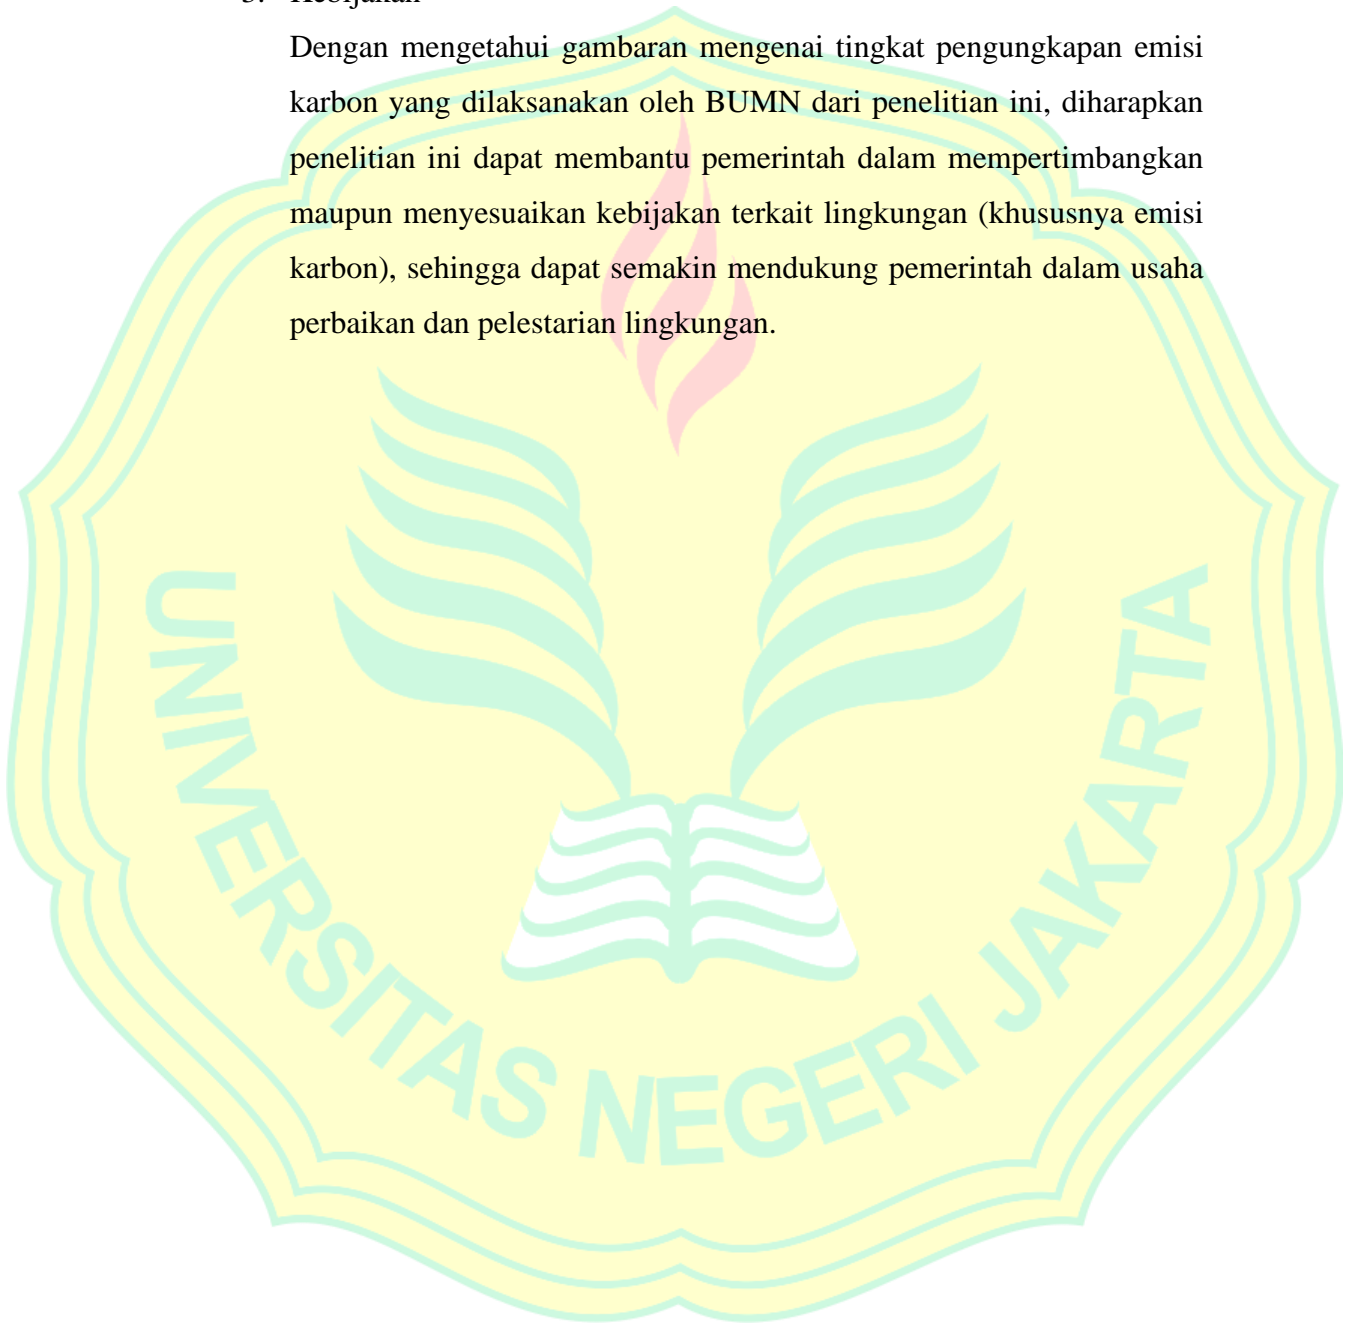 3. Kebijakan
Dengan mengetahui gambaran mengenai tingkat pengungkapan emisi
karbon yang dilaksanakan oleh BUMN dari penelitian ini, diharapkan
penelitian ini dapat membantu pemerintah dalam mempertimbangkan
maupun menyesuaikan kebijakan terkait lingkungan (khususnya emisi
karbon), sehingga dapat semakin mendukung pemerintah dalam usaha
perbaikan dan pelestarian lingkungan.
UNIVERSITAS NEGERI JAKARTA